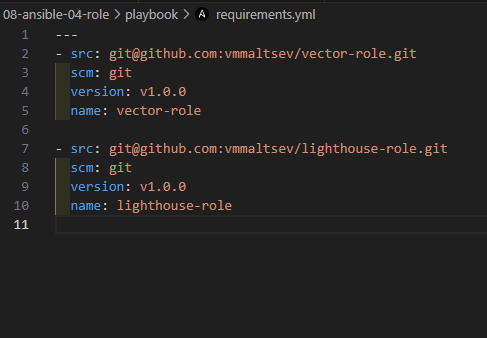 08-ansible-04-role > playbook > requirements.yml
1 ---
2 - src: git@github.com:vmmaltsev/vector-role.git
3   scm: git
4   version: v1.0.0
5   name: vector-role
6
7 - src: git@github.com:vmmaltsev/lighthouse-role.git
8   scm: git
9   version: v1.0.0
10   name: lighthouse-role
11